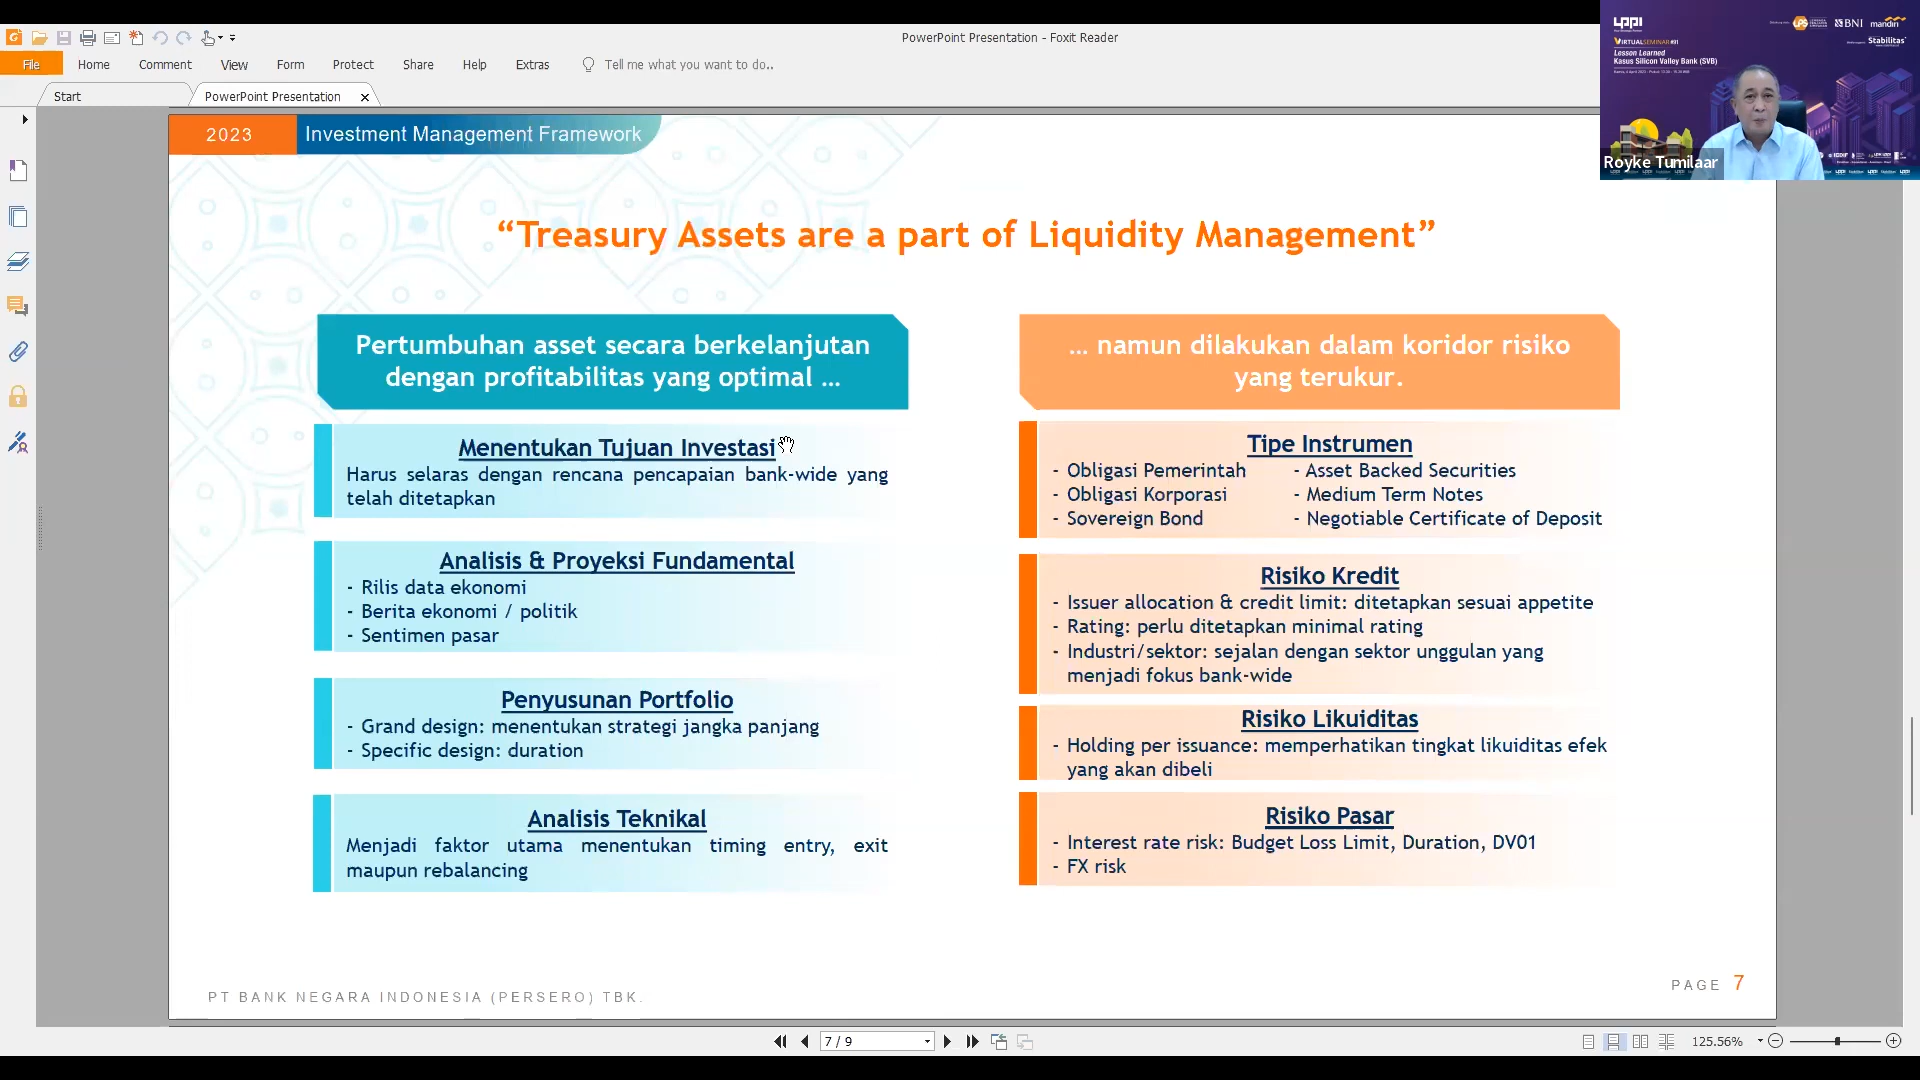 PowerPoint Presentation - Foxit Reader
File Home Comment View Form Protect Share Help Extras Tell me what you want to do..
Start PowerPoint Presentation
LPPI
BNI mandiri
Stabilitas
VIRTUALSEMINAR #91
Lesson Learned
Kasus Silicon Valley Bank (SVB)
Royke Tumilaar
2023 Investment Management Framework
“Treasury Assets are a part of Liquidity Management”
Pertumbuhan asset secara berkelanjutan
dengan profitabilitas yang optimal …
Menentukan Tujuan Investasi
Harus selaras dengan rencana pencapaian bank-wide yang
telah ditetapkan
Analisis & Proyeksi Fundamental
- Rilis data ekonomi
- Berita ekonomi / politik
- Sentimen pasar
Penyusunan Portfolio
- Grand design: menentukan strategi jangka panjang
- Specific design: duration
Analisis Teknikal
Menjadi faktor utama menentukan timing entry, exit
maupun rebalancing
… namun dilakukan dalam koridor risiko
yang terukur.
Tipe Instrumen
- Obligasi Pemerintah - Asset Backed Securities
- Obligasi Korporasi - Medium Term Notes
- Sovereign Bond - Negotiable Certificate of Deposit
Risiko Kredit
- Issuer allocation & credit limit: ditetapkan sesuai appetite
- Rating: perlu ditetapkan minimal rating
- Industri/sektor: sejalan dengan sektor unggulan yang
menjadi fokus bank-wide
Risiko Likuiditas
- Holding per issuance: memperhatikan tingkat likuiditas efek
yang akan dibeli
Risiko Pasar
- Interest rate risk: Budget Loss Limit, Duration, DV01
- FX risk
PT BANK NEGARA INDONESIA (PERSERO) TBK.
PAGE 7
7 / 9
125.56%